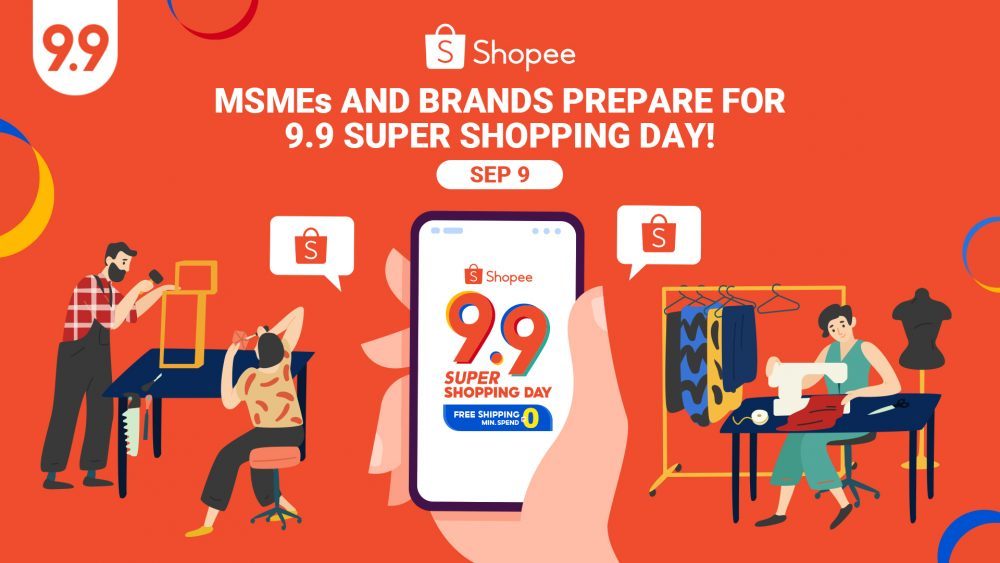 9.9
S Shopee
MSMEs AND BRANDS PREPARE FOR
9.9 SUPER SHOPPING DAY!
SEP 9
S
S
S Shopee
9.9
SUPER
SHOPPING DAY
FREE SHIPPING
MIN. SPEND ₱0